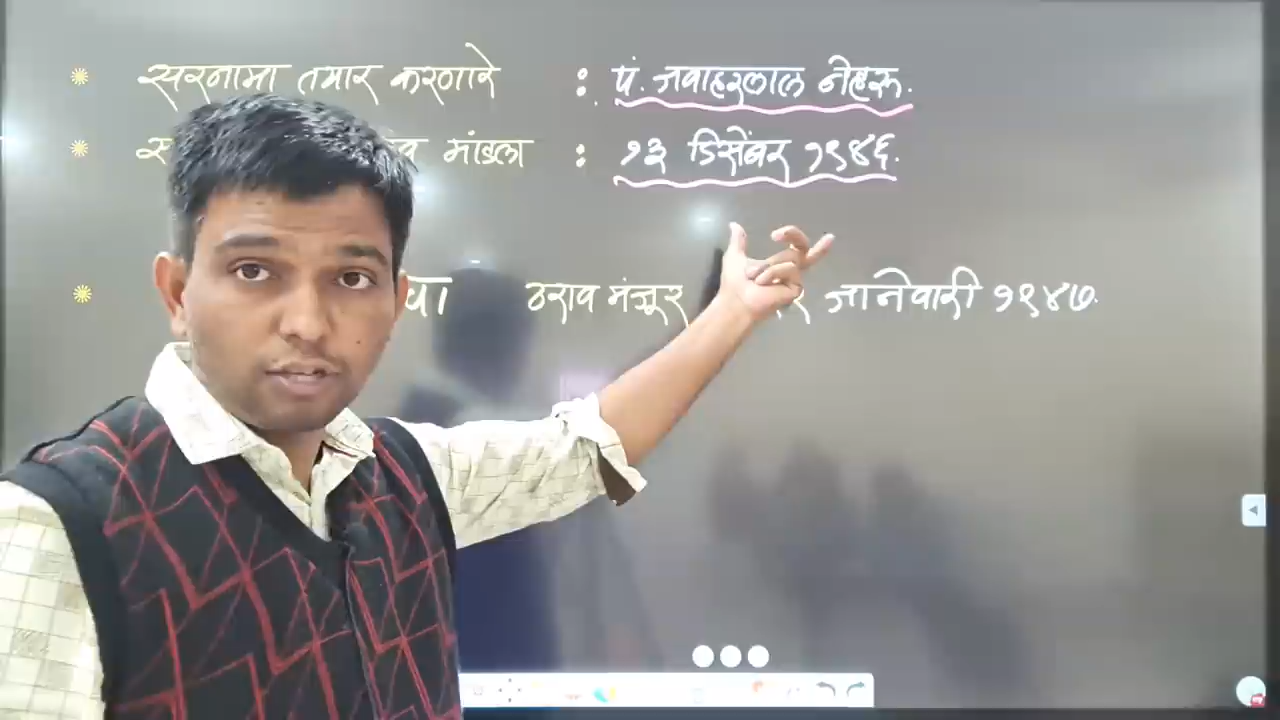 सरनामा तयार करणारे : पं. जवाहरलाल नेहरू.
मांडला : १३ डिसेंबर १९४६.
ठराव मंजूर जानेवारी १९४७.